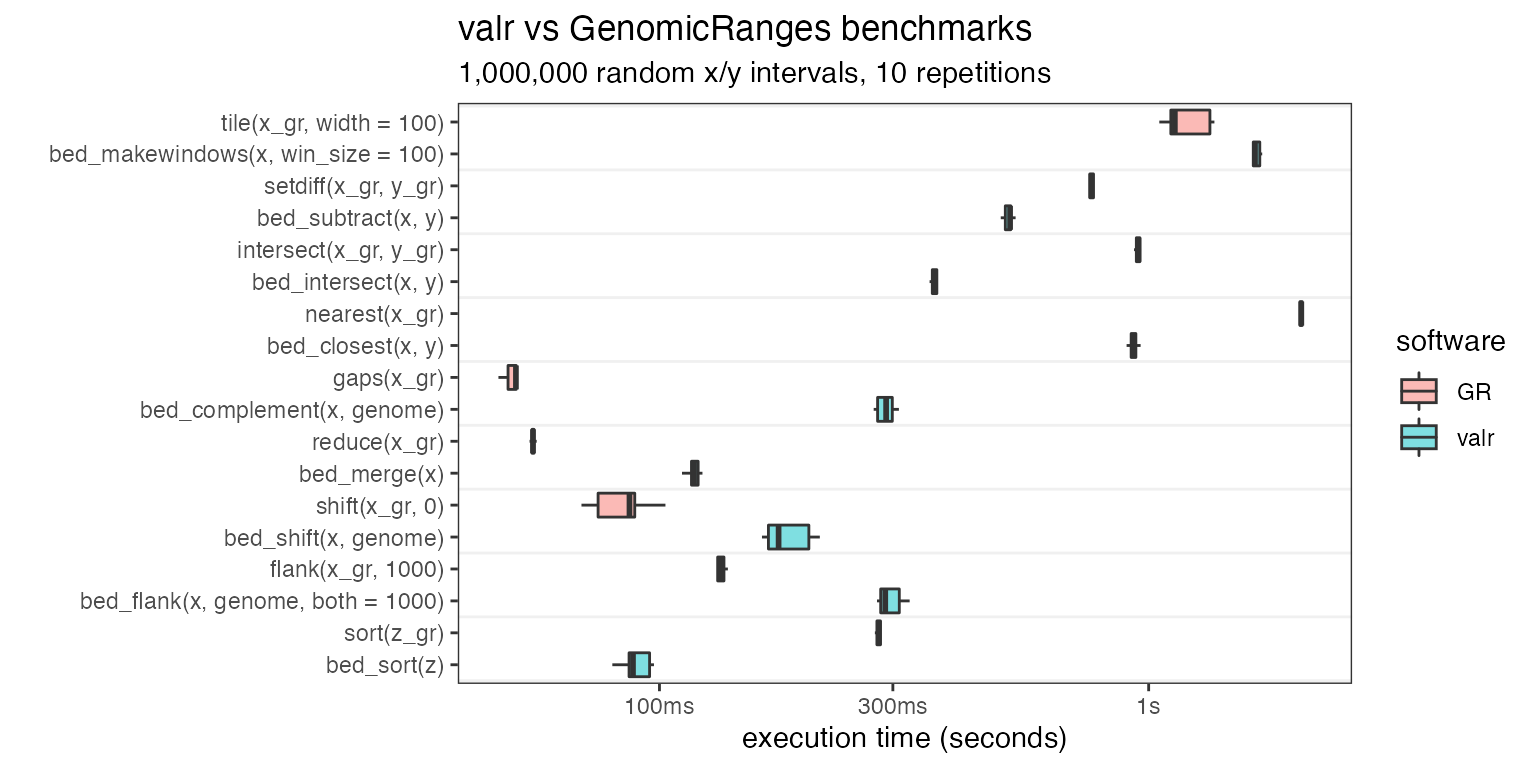 valr vs GenomicRanges benchmarks
1,000,000 random x/y intervals, 10 repetitions
tile(x_gr, width = 100)
bed_makewindows(x, win_size = 100)
setdiff(x_gr, y_gr)
bed_subtract(x, y)
intersect(x_gr, y_gr)
bed_intersect(x, y)
nearest(x_gr)
bed_closest(x, y)
gaps(x_gr)
bed_complement(x, genome)
reduce(x_gr)
bed_merge(x)
shift(x_gr, 0)
bed_shift(x, genome)
flank(x_gr, 1000)
bed_flank(x, genome, both = 1000)
sort(z_gr)
bed_sort(z)
100ms 300ms 1s
execution time (seconds)
software
GR
valr